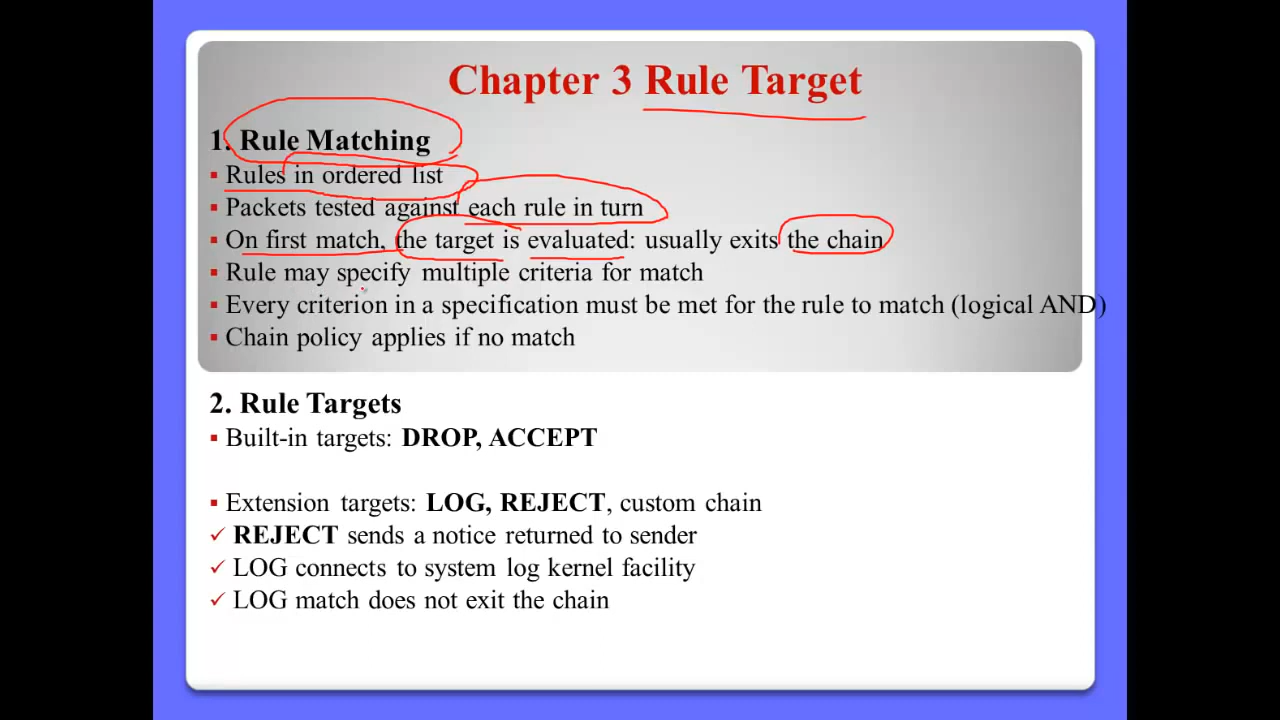 Chapter 3 Rule Target
1. Rule Matching
▪ Rules in ordered list
▪ Packets tested against each rule in turn
▪ On first match, the target is evaluated: usually exits the chain
▪ Rule may specify multiple criteria for match
▪ Every criterion in a specification must be met for the rule to match (logical AND)
▪ Chain policy applies if no match
2. Rule Targets
▪ Built-in targets: DROP, ACCEPT
▪ Extension targets: LOG, REJECT, custom chain
✓ REJECT sends a notice returned to sender
✓ LOG connects to system log kernel facility
✓ LOG match does not exit the chain